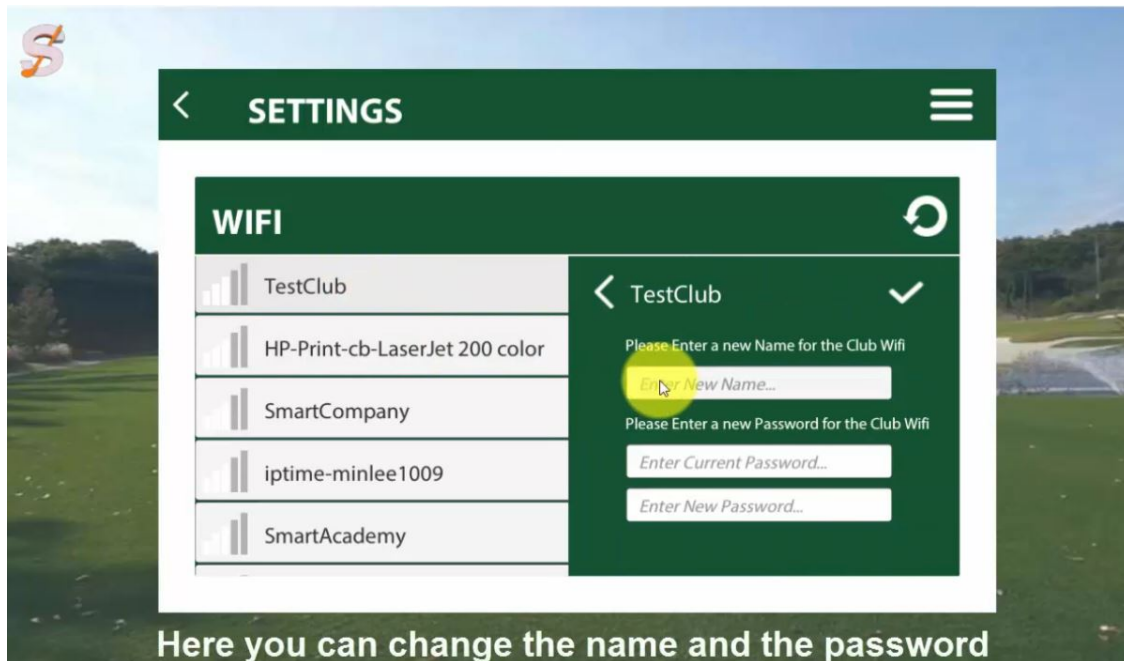 S
SETTINGS
WIFI
TestClub
HP-Print-cb-LaserJet 200 color
SmartCompany
iptime-minlee1009
SmartAcademy
TestClub
Please Enter a new Name for the Club Wifi
Enter New Name...
Please Enter a new Password for the Club Wifi
Enter Current Password...
Enter New Password...
Here you can change the name and the password